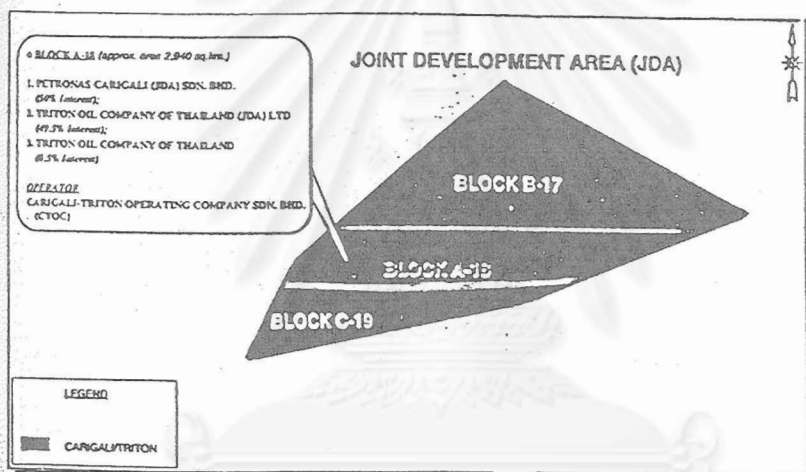 BLOCK A-18 (approx. area 2,940 sq.km.)
1. PETRONAS CARIGALI (JDA) SDN. BHD.
(50% Interest);
2. TRITON OIL COMPANY OF THAILAND (JDA) LTD
(49.5% Interest);
3. TRITON OIL COMPANY OF THAILAND
(0.5% Interest)
OPERATOR
CARIGALI-TRITON OPERATING COMPANY SDN. BHD.
(CTOC)
JOINT DEVELOPMENT AREA (JDA)
BLOCK B-17
BLOCK A-18
BLOCK C-19
LEGEND
CARIGALI/TRITON